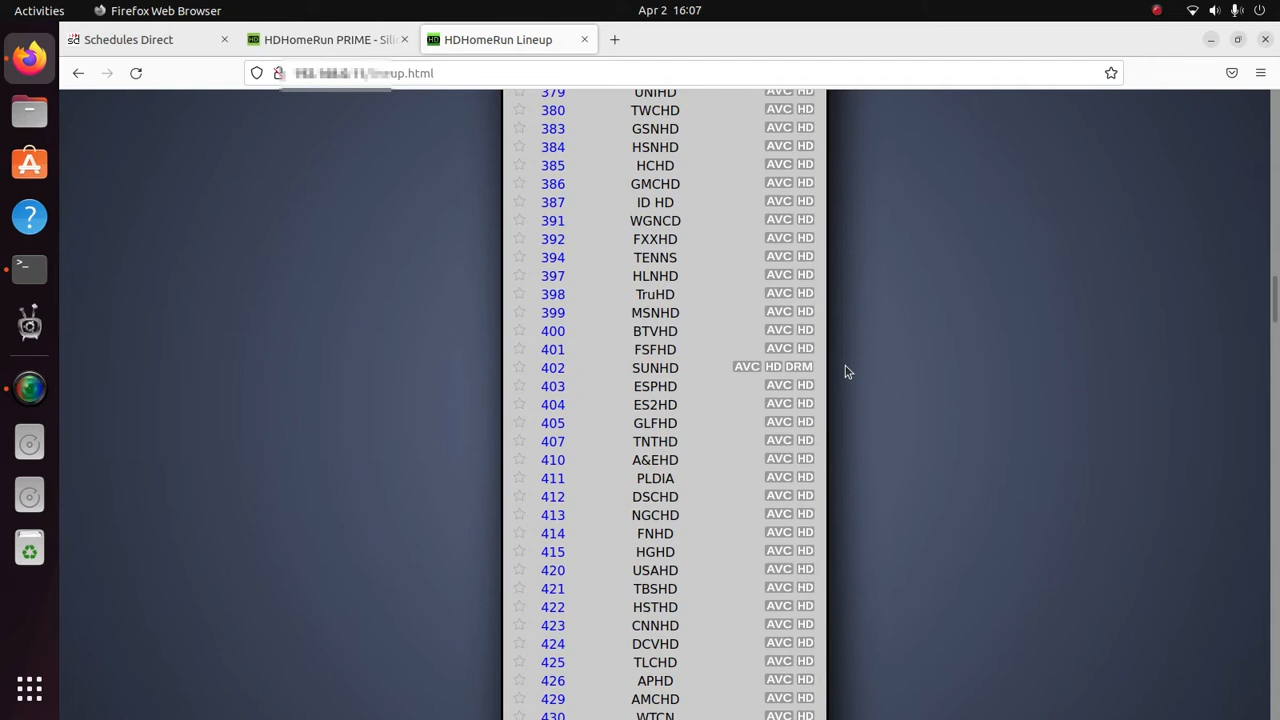 Activities Firefox Web Browser Apr 2 16:07
Schedules Direct HDHomeRun PRIME - Sili HDHomeRun Lineup
up.html
379 UNIHD AVC HD
380 TWCHD AVC HD
383 GSNHD AVC HD
384 HSNHD AVC HD
385 HCHD AVC HD
386 GMCHD AVC HD
387 ID HD AVC HD
391 WGNCD AVC HD
392 FXXHD AVC HD
394 TENNS AVC HD
397 HLNHD AVC HD
398 TruHD AVC HD
399 MSNHD AVC HD
400 BTVHD AVC HD
401 FSFHD AVC HD
402 SUNHD AVC HD DRM
403 ESPHD AVC HD
404 ES2HD AVC HD
405 GLFHD AVC HD
407 TNTHD AVC HD
410 A&EHD AVC HD
411 PLDIA AVC HD
412 DSCHD AVC HD
413 NGCHD AVC HD
414 FNHD AVC HD
415 HGHD AVC HD
420 USAHD AVC HD
421 TBSHD AVC HD
422 HSTHD AVC HD
423 CNNHD AVC HD
424 DCVHD AVC HD
425 TLCHD AVC HD
426 APHD AVC HD
429 AMCHD AVC HD
430 WTCN AVC HD